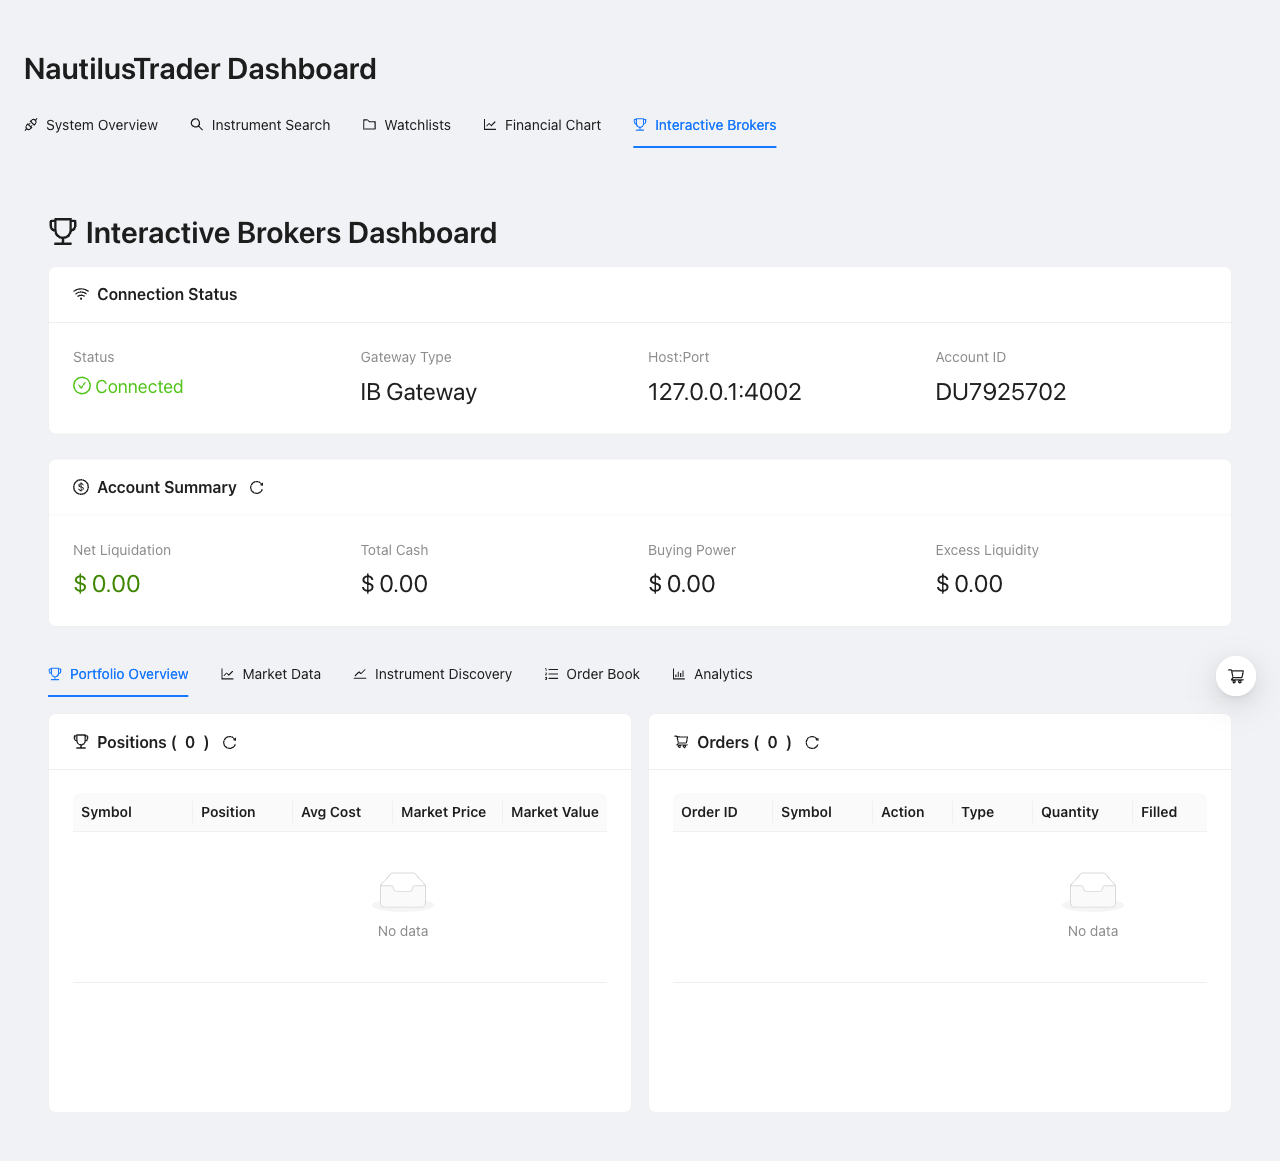 NautilusTrader Dashboard
System Overview Instrument Search Watchlists Financial Chart Interactive Brokers
Interactive Brokers Dashboard
Connection Status
Status Gateway Type Host:Port Account ID
Connected IB Gateway 127.0.0.1:4002 DU7925702
Account Summary
Net Liquidation Total Cash Buying Power Excess Liquidity
$ 0.00 $ 0.00 $ 0.00 $ 0.00
Portfolio Overview Market Data Instrument Discovery Order Book Analytics
Positions ( 0 ) Orders ( 0 )
Symbol Position Avg Cost Market Price Market Value Order ID Symbol Action Type Quantity Filled
No data No data